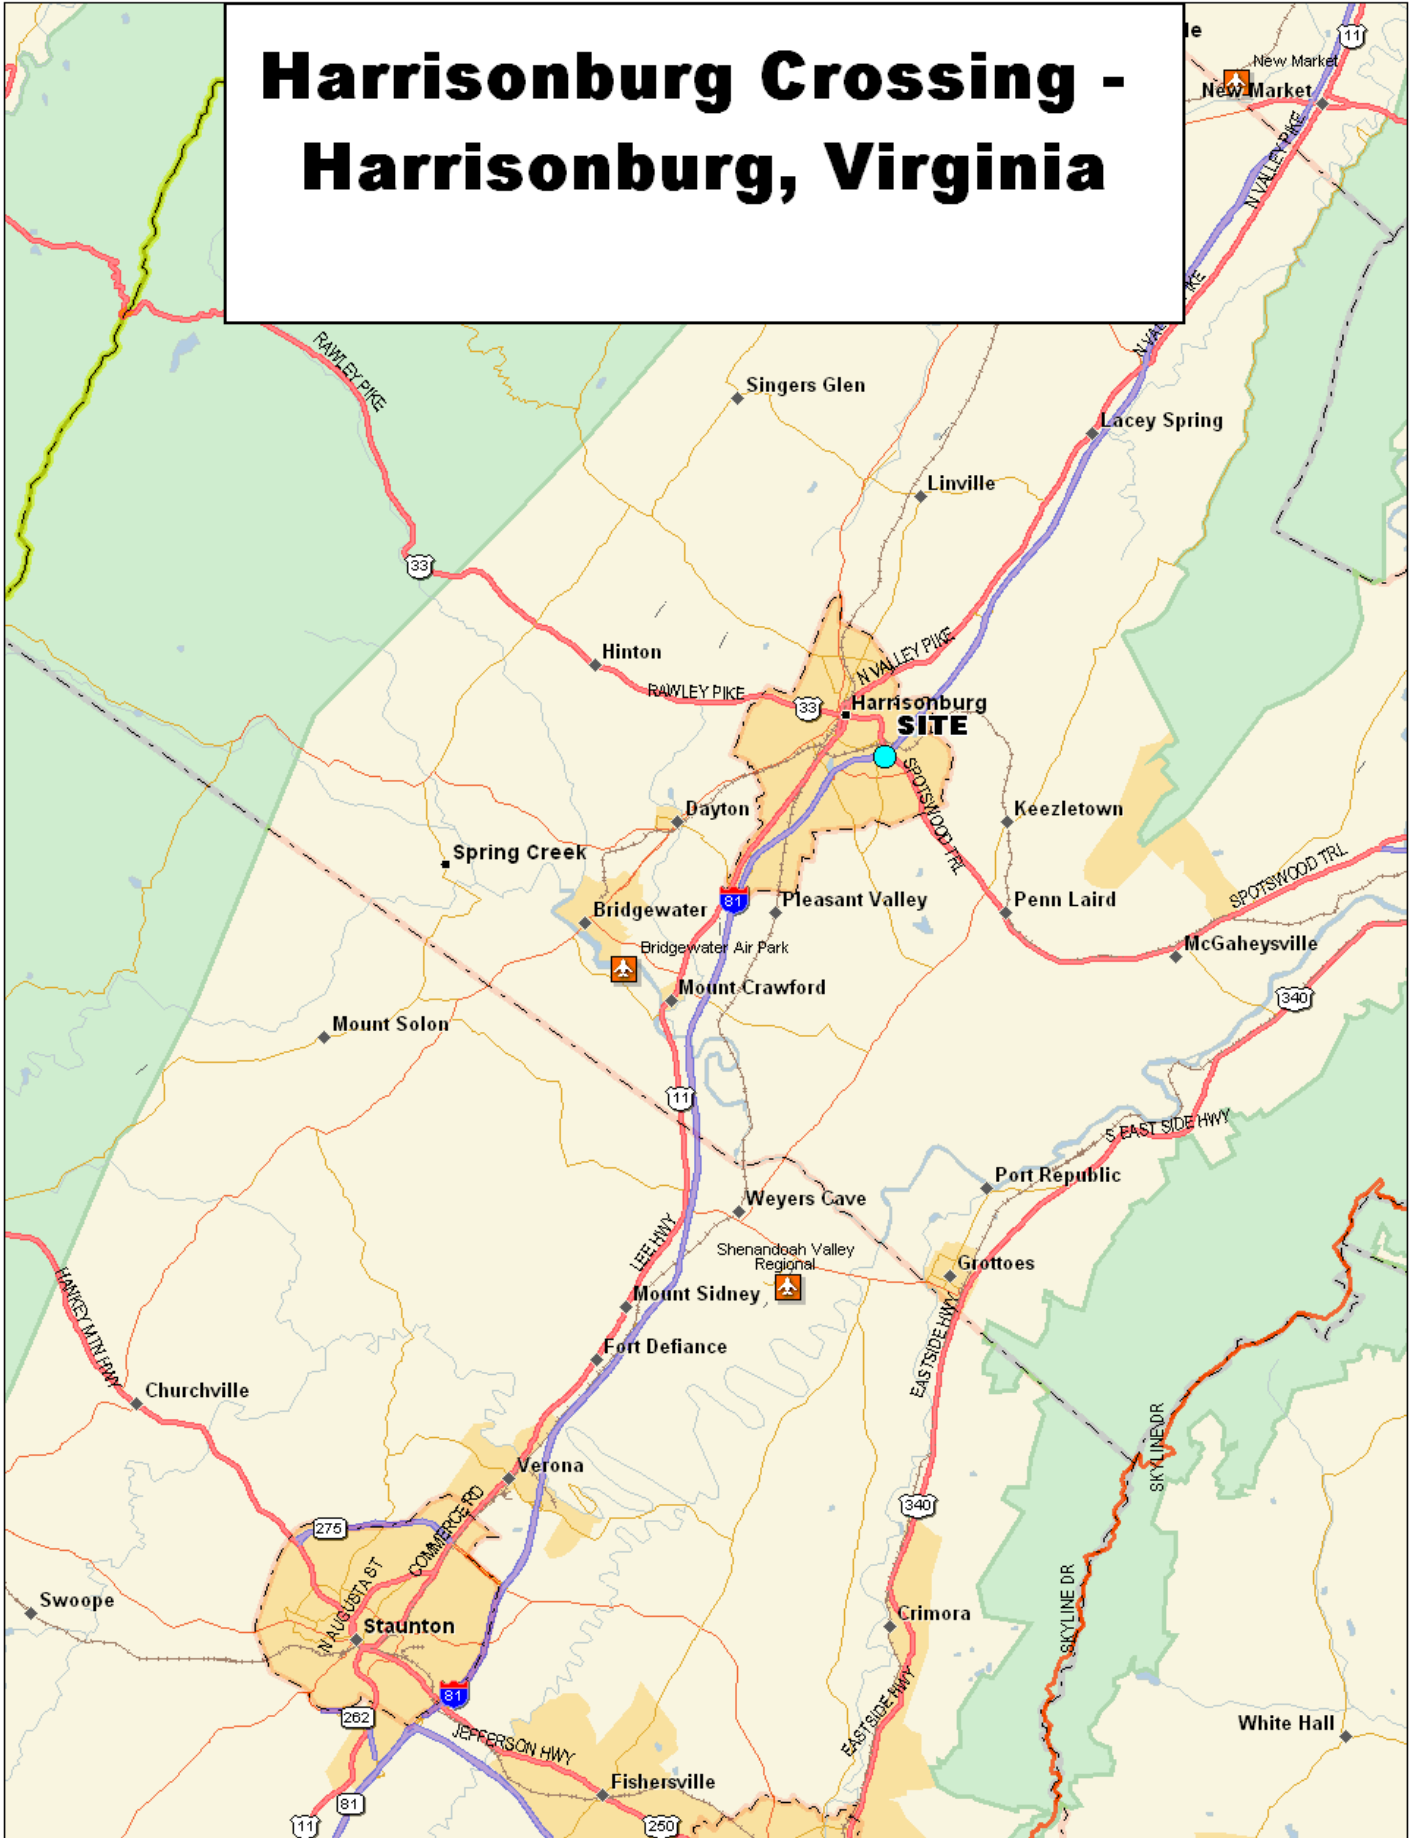 Harrisonburg Crossing -
Harrisonburg, Virginia
le
11
New Market
New Market
N VALLEY PIKE
RAWLEY PIKE
Singers Glen
Lacey Spring
Linville
33
Hinton
N VALLEY PIKE
RAWLEY PIKE
33
Harrisonburg
SITE
SPOTSWOOD TRL
Dayton
Keezletown
Spring Creek
SPOTSWOOD TRL
81
Pleasant Valley
Penn Laird
Bridgewater
McGaheysville
Bridgewater Air Park
Mount Crawford
340
Mount Solon
11
S EAST SIDE HWY
Port Republic
Weyers Cave
LEE HWY
Shenandoah Valley
Regional
Grottoes
Mount Sidney
HANKEY MTN HWY
Fort Defiance
EASTSIDE HWY
Churchville
SKYLINE DR
Verona
COMMERCE RD
340
275
N AUGUSTA ST
SKYLINE DR
Swoope
Crimora
Staunton
81
EASTSIDE HWY
262
White Hall
JEFFERSON HWY
Fishersville
81
11
250